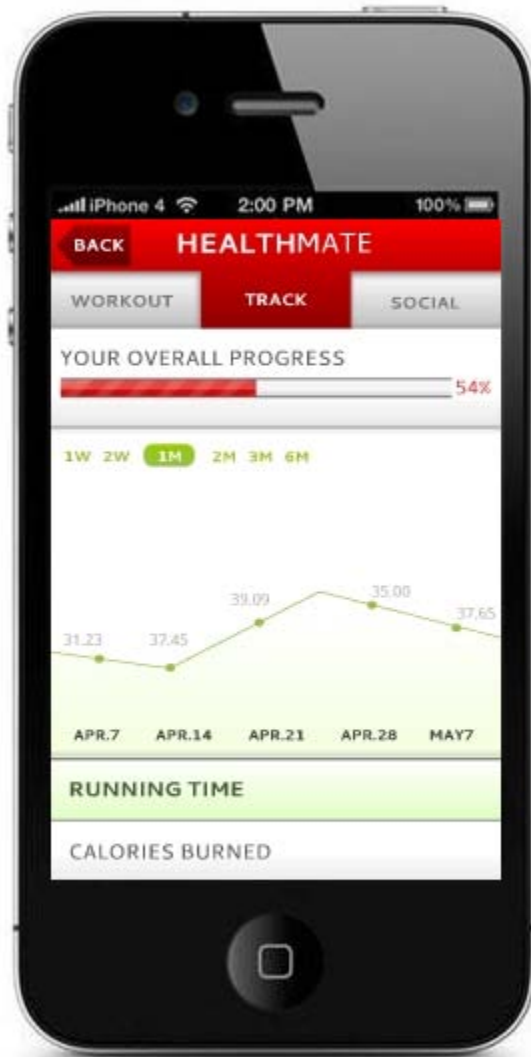 iPhone 4 2:00 PM 100%
BACK HEALTHMATE
WORKOUT TRACK SOCIAL
YOUR OVERALL PROGRESS
54%
1W 2W 1M 2M 3M 6M
31.23 37.45 39.09 35.00 37.65
APR.7 APR.14 APR.21 APR.28 MAY7
RUNNING TIME
CALORIES BURNED